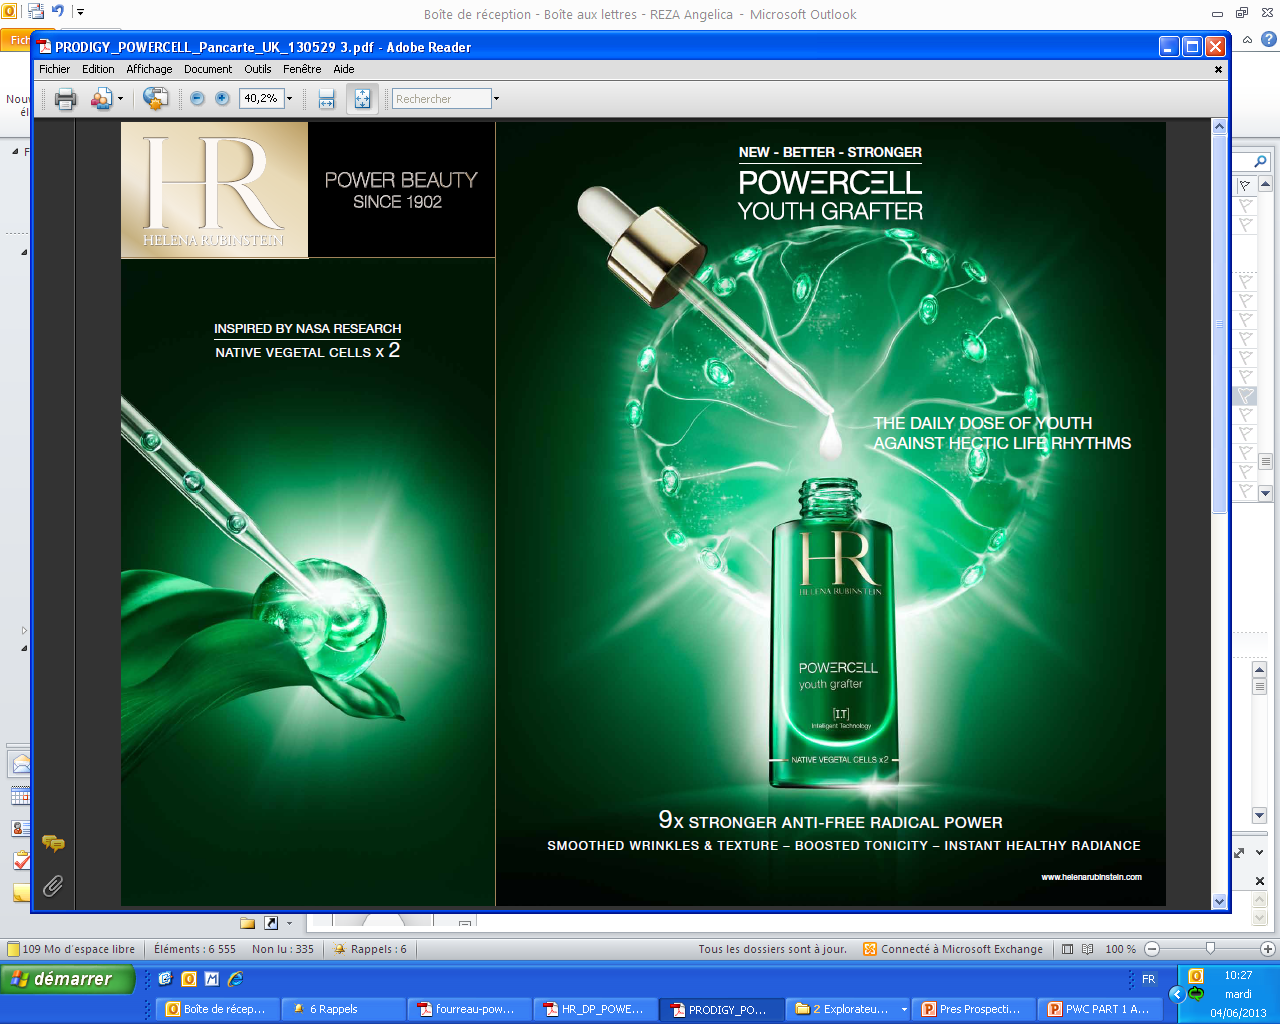 Boîte de réception - Boîte aux lettres - REZA Angelica - Microsoft Outlook
PRODIGY_POWERCELL_Pancarte_UK_130529 3.pdf - Adobe Reader
Fichier Edition Affichage Document Outils Fenêtre Aide
40,2%
Rechercher
HR
HELENA RUBINSTEIN
POWER BEAUTY
SINCE 1902
INSPIRED BY NASA RESEARCH
NATIVE VEGETAL CELLS x 2
NEW - BETTER - STRONGER
POWERCELL
YOUTH GRAFTER
THE DAILY DOSE OF YOUTH
AGAINST HECTIC LIFE RHYTHMS
HR
HELENA RUBINSTEIN
POWERCELL
youth grafter
[I.T]
Intelligent Technology
NATIVE VEGETAL CELLS x2
9x STRONGER ANTI-FREE RADICAL POWER
SMOOTHED WRINKLES & TEXTURE – BOOSTED TONICITY – INSTANT HEALTHY RADIANCE
www.helenarubinstein.com
109 Mo d'espace libre Éléments : 6 555 Non lu : 335 Rappels : 6 Tous les dossiers sont à jour. Connecté à Microsoft Exchange 100 %
démarrer FR 10:27
mardi
Boîte de récep... 6 Rappels fourreau-pow... HR_DP_POWE... PRODIGY_PO... 2 Explorateu... Pres Prospecti... PWC PART 1 A... 04/06/2013